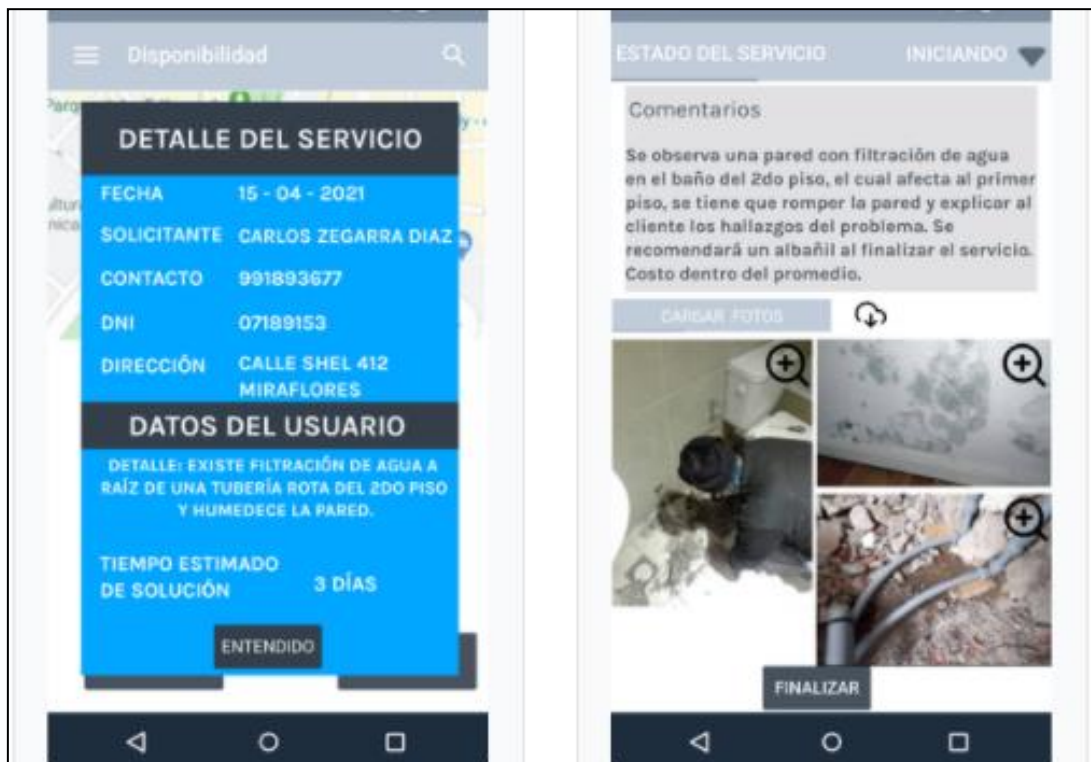 Disponibilidad
DETALLE DEL SERVICIO
FECHA 15 - 04 - 2021
SOLICITANTE CARLOS ZEGARRA DIAZ
CONTACTO 991893677
DNI 07189153
DIRECCIÓN CALLE SHEL 412
MIRAFLORES
DATOS DEL USUARIO
DETALLE: EXISTE FILTRACIÓN DE AGUA A
RAÍZ DE UNA TUBERÍA ROTA DEL 2DO PISO
Y HUMEDECE LA PARED.
TIEMPO ESTIMADO
DE SOLUCIÓN 3 DÍAS
ENTENDIDO
ESTADO DEL SERVICIO INICIANDO
Comentarios
Se observa una pared con filtración de agua
en el baño del 2do piso, el cual afecta al primer
piso, se tiene que romper la pared y explicar al
cliente los hallazgos del problema. Se
recomendará un albañil al finalizar el servicio.
Costo dentro del promedio.
CARGAR FOTOS
FINALIZAR